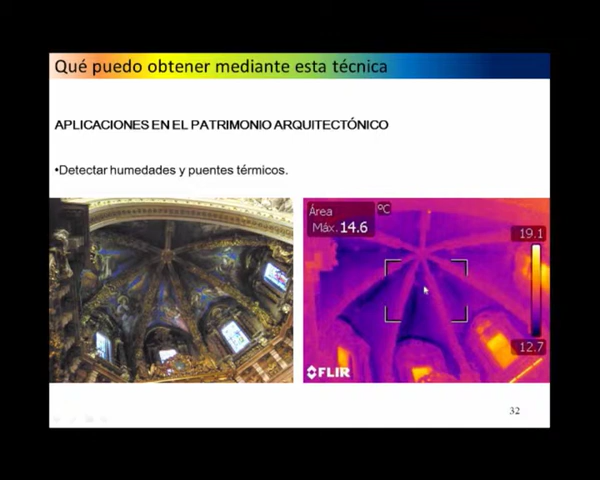 Qué puedo obtener mediante esta técnica
APLICACIONES EN EL PATRIMONIO ARQUITECTÓNICO
•Detectar humedades y puentes térmicos.
Área
Máx. 14.6
ºC
19.1
12.7
FLIR
32